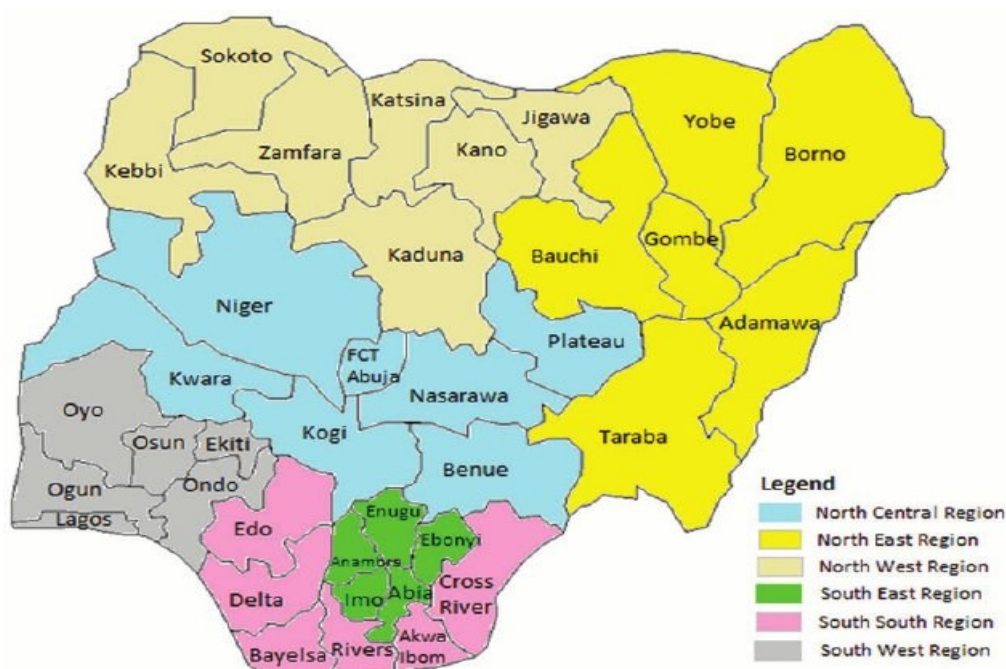 Sokoto
Katsina
Jigawa
Yobe
Kano
Zamfara
Borno
Kebbi
Gombe
Bauchi
Kaduna
Niger
Adamawa
Plateau
FCT
Abuja
Kwara
Nasarawa
Oyo
Kogi
Taraba
Osun
Ekiti
Benue
Ondo
Ogun
Lagos
Edo
Enugu
Ebonyi
Anambra
Cross
River
Abia
Imo
Delta
Akwa
Ibom
Rivers
Bayelsa
Legend
North Central Region
North East Region
North West Region
South East Region
South South Region
South West Region